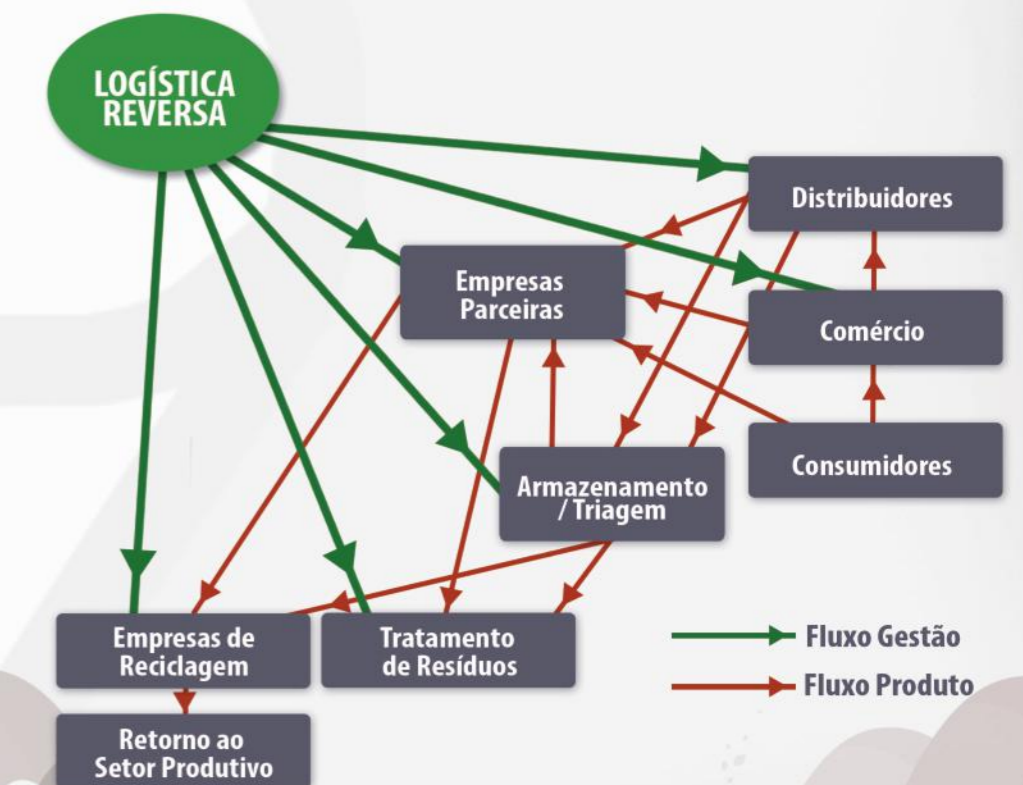 LOGÍSTICA
REVERSA
Distribuidores
Empresas
Parceiras
Comércio
Consumidores
Armazenamento
/ Triagem
Empresas de
Reciclagem
Tratamento
de Resíduos
Fluxo Gestão
Fluxo Produto
Retorno ao
Setor Produtivo